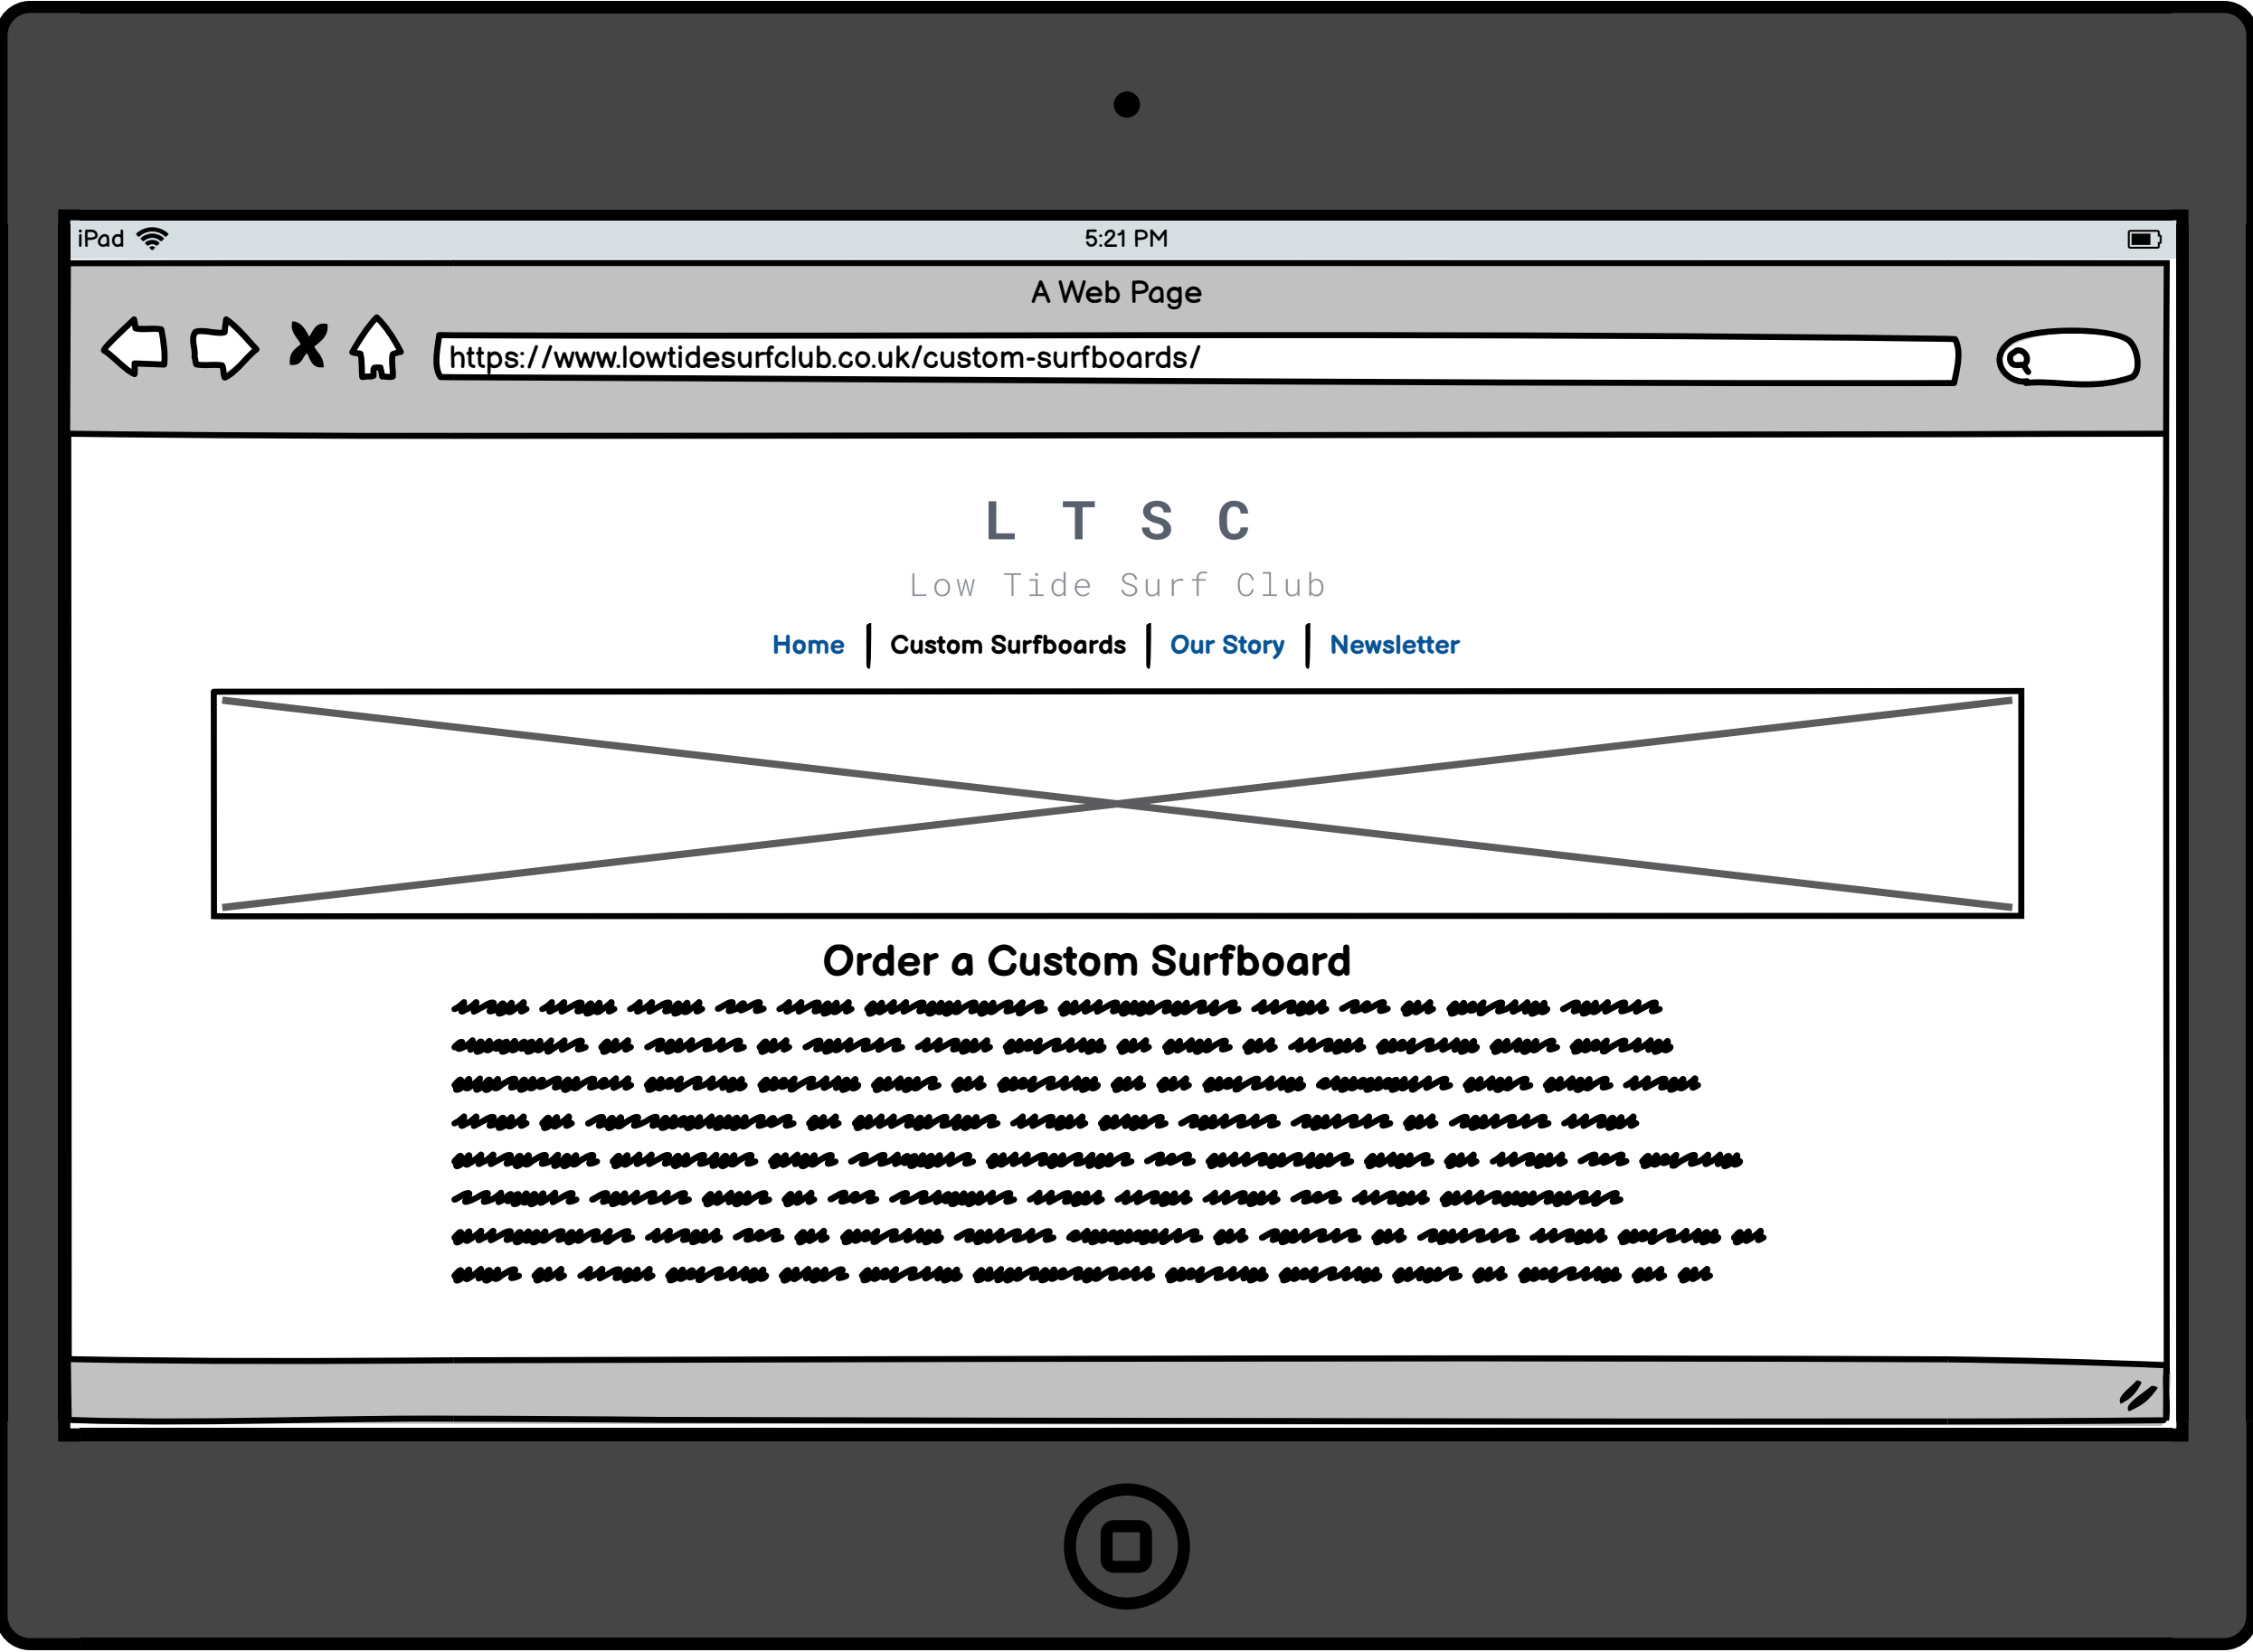 iPad 5:21 PM
A Web Page
https://www.lowtidesurfclub.co.uk/custom-surfboards/
L T S C
Low Tide Surf Club
Home | Custom Surfboards | Our Story | Newsletter
Order a Custom Surfboard